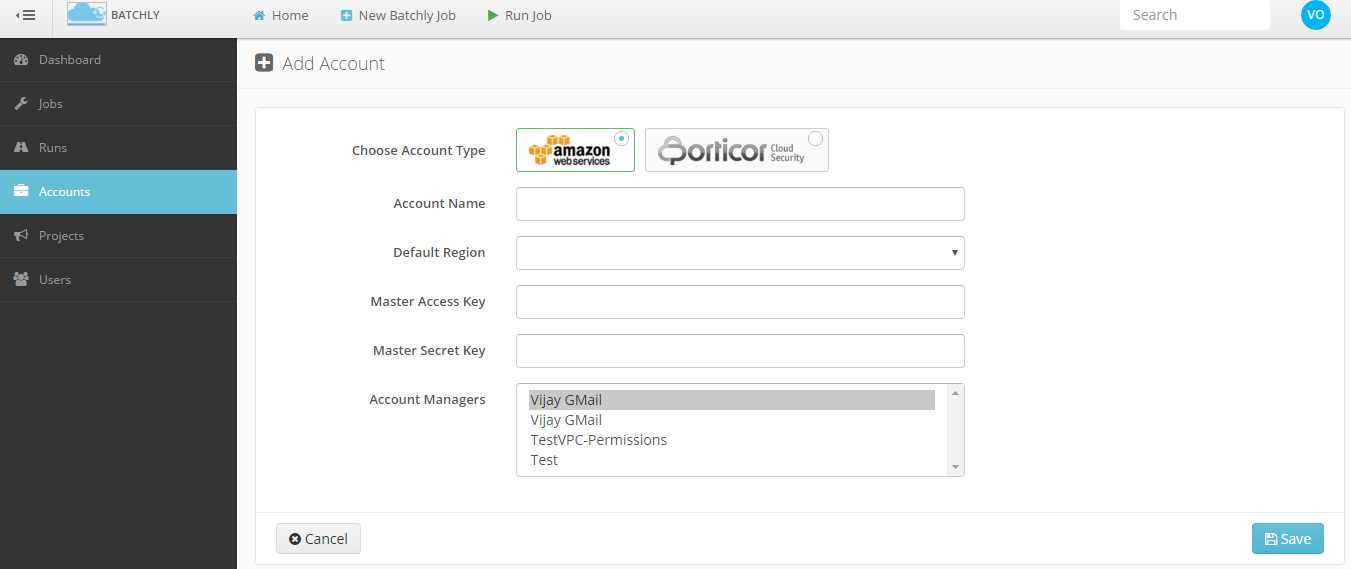 BATCHLY
Home
New Batchly Job
Run Job
Search
VO
Dashboard
Jobs
Runs
Accounts
Projects
Users
Add Account
Choose Account Type
amazon
webservices
porticor Cloud
Security
Account Name
Default Region
Master Access Key
Master Secret Key
Account Managers
Vijay GMail
Vijay GMail
TestVPC-Permissions
Test
Cancel
Save